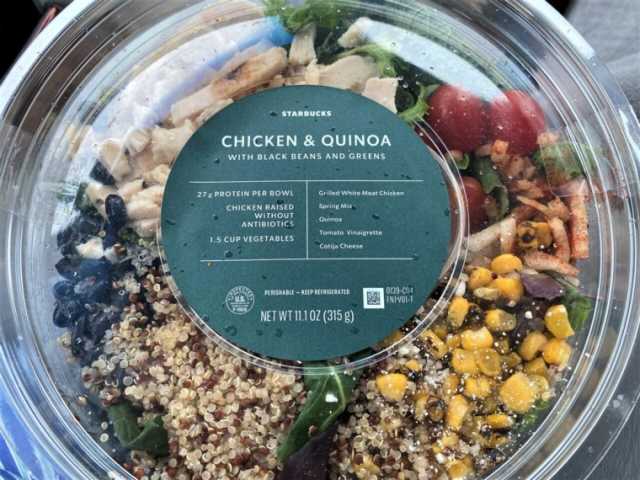 STARBUCKS
CHICKEN & QUINOA
WITH BLACK BEANS AND GREENS
27g PROTEIN PER BOWL
CHICKEN RAISED
WITHOUT
ANTIBIOTICS
1.5 CUP VEGETABLES
Grilled White Meat Chicken
Spring Mix
Quinoa
Tomato Vinaigrette
Cotija Cheese
PERISHABLE – KEEP REFRIGERATED
NET WT 11.1 OZ (315 g)